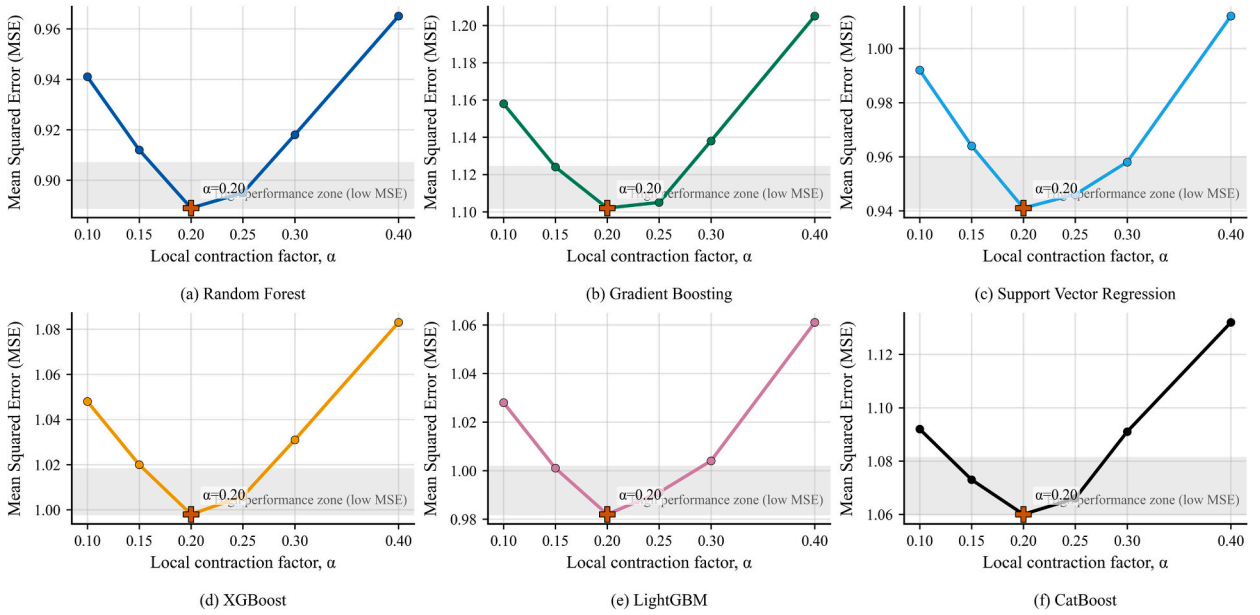 Mean Squared Error (MSE)
0.96
0.94
0.92
0.90
α=0.20
performance zone (low MSE)
0.10 0.15 0.20 0.25 0.30 0.40
Local contraction factor, α
(a) Random Forest
Mean Squared Error (MSE)
1.20
1.18
1.16
1.14
1.12
1.10
α=0.20
performance zone (low MSE)
0.10 0.15 0.20 0.25 0.30 0.40
Local contraction factor, α
(b) Gradient Boosting
Mean Squared Error (MSE)
1.00
0.98
0.96
0.94
α=0.20
performance zone (low MSE)
0.10 0.15 0.20 0.25 0.30 0.40
Local contraction factor, α
(c) Support Vector Regression
Mean Squared Error (MSE)
1.08
1.06
1.04
1.02
1.00
α=0.20
performance zone (low MSE)
0.10 0.15 0.20 0.25 0.30 0.40
Local contraction factor, α
(d) XGBoost
Mean Squared Error (MSE)
1.06
1.04
1.02
1.00
0.98
α=0.20
performance zone (low MSE)
0.10 0.15 0.20 0.25 0.30 0.40
Local contraction factor, α
(e) LightGBM
Mean Squared Error (MSE)
1.12
1.10
1.08
1.06
α=0.20
performance zone (low MSE)
0.10 0.15 0.20 0.25 0.30 0.40
Local contraction factor, α
(f) CatBoost